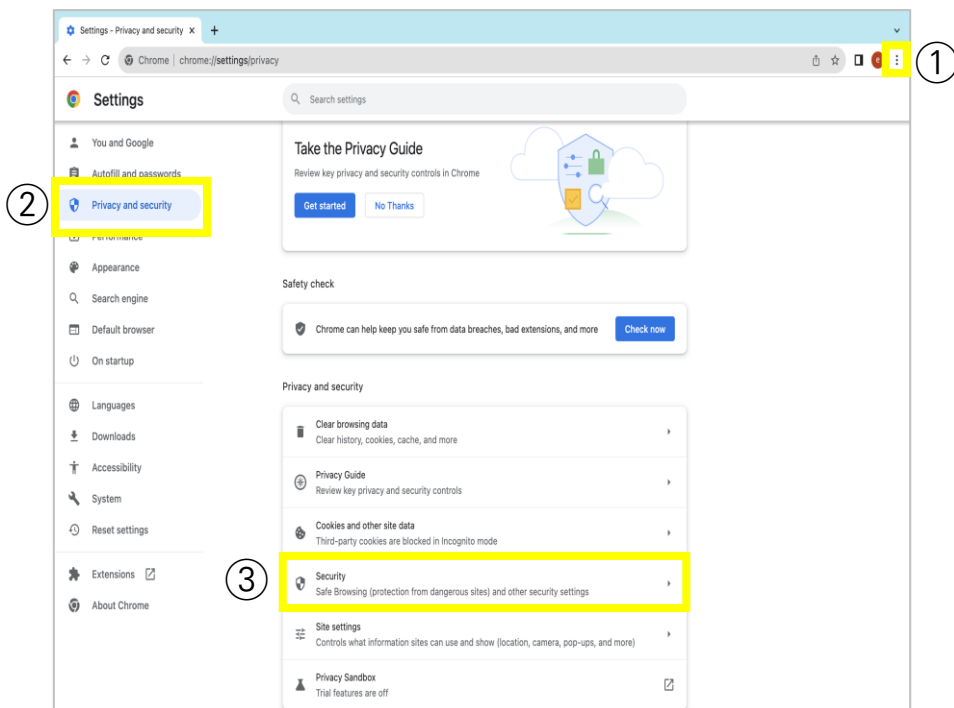 Settings - Privacy and security
Chrome | chrome://settings/privacy
e
1
Settings
Search settings
You and Google
Autofill and passwords
2
Privacy and security
Performance
Appearance
Search engine
Default browser
On startup
Languages
Downloads
Accessibility
System
Reset settings
Extensions
About Chrome
Take the Privacy Guide
Review key privacy and security controls in Chrome
Get started
No Thanks
Safety check
Chrome can help keep you safe from data breaches, bad extensions, and more
Check now
Privacy and security
Clear browsing data
Clear history, cookies, cache, and more
Privacy Guide
Review key privacy and security controls
Cookies and other site data
Third-party cookies are blocked in Incognito mode
3
Security
Safe Browsing (protection from dangerous sites) and other security settings
Site settings
Controls what information sites can use and show (location, camera, pop-ups, and more)
Privacy Sandbox
Trial features are off